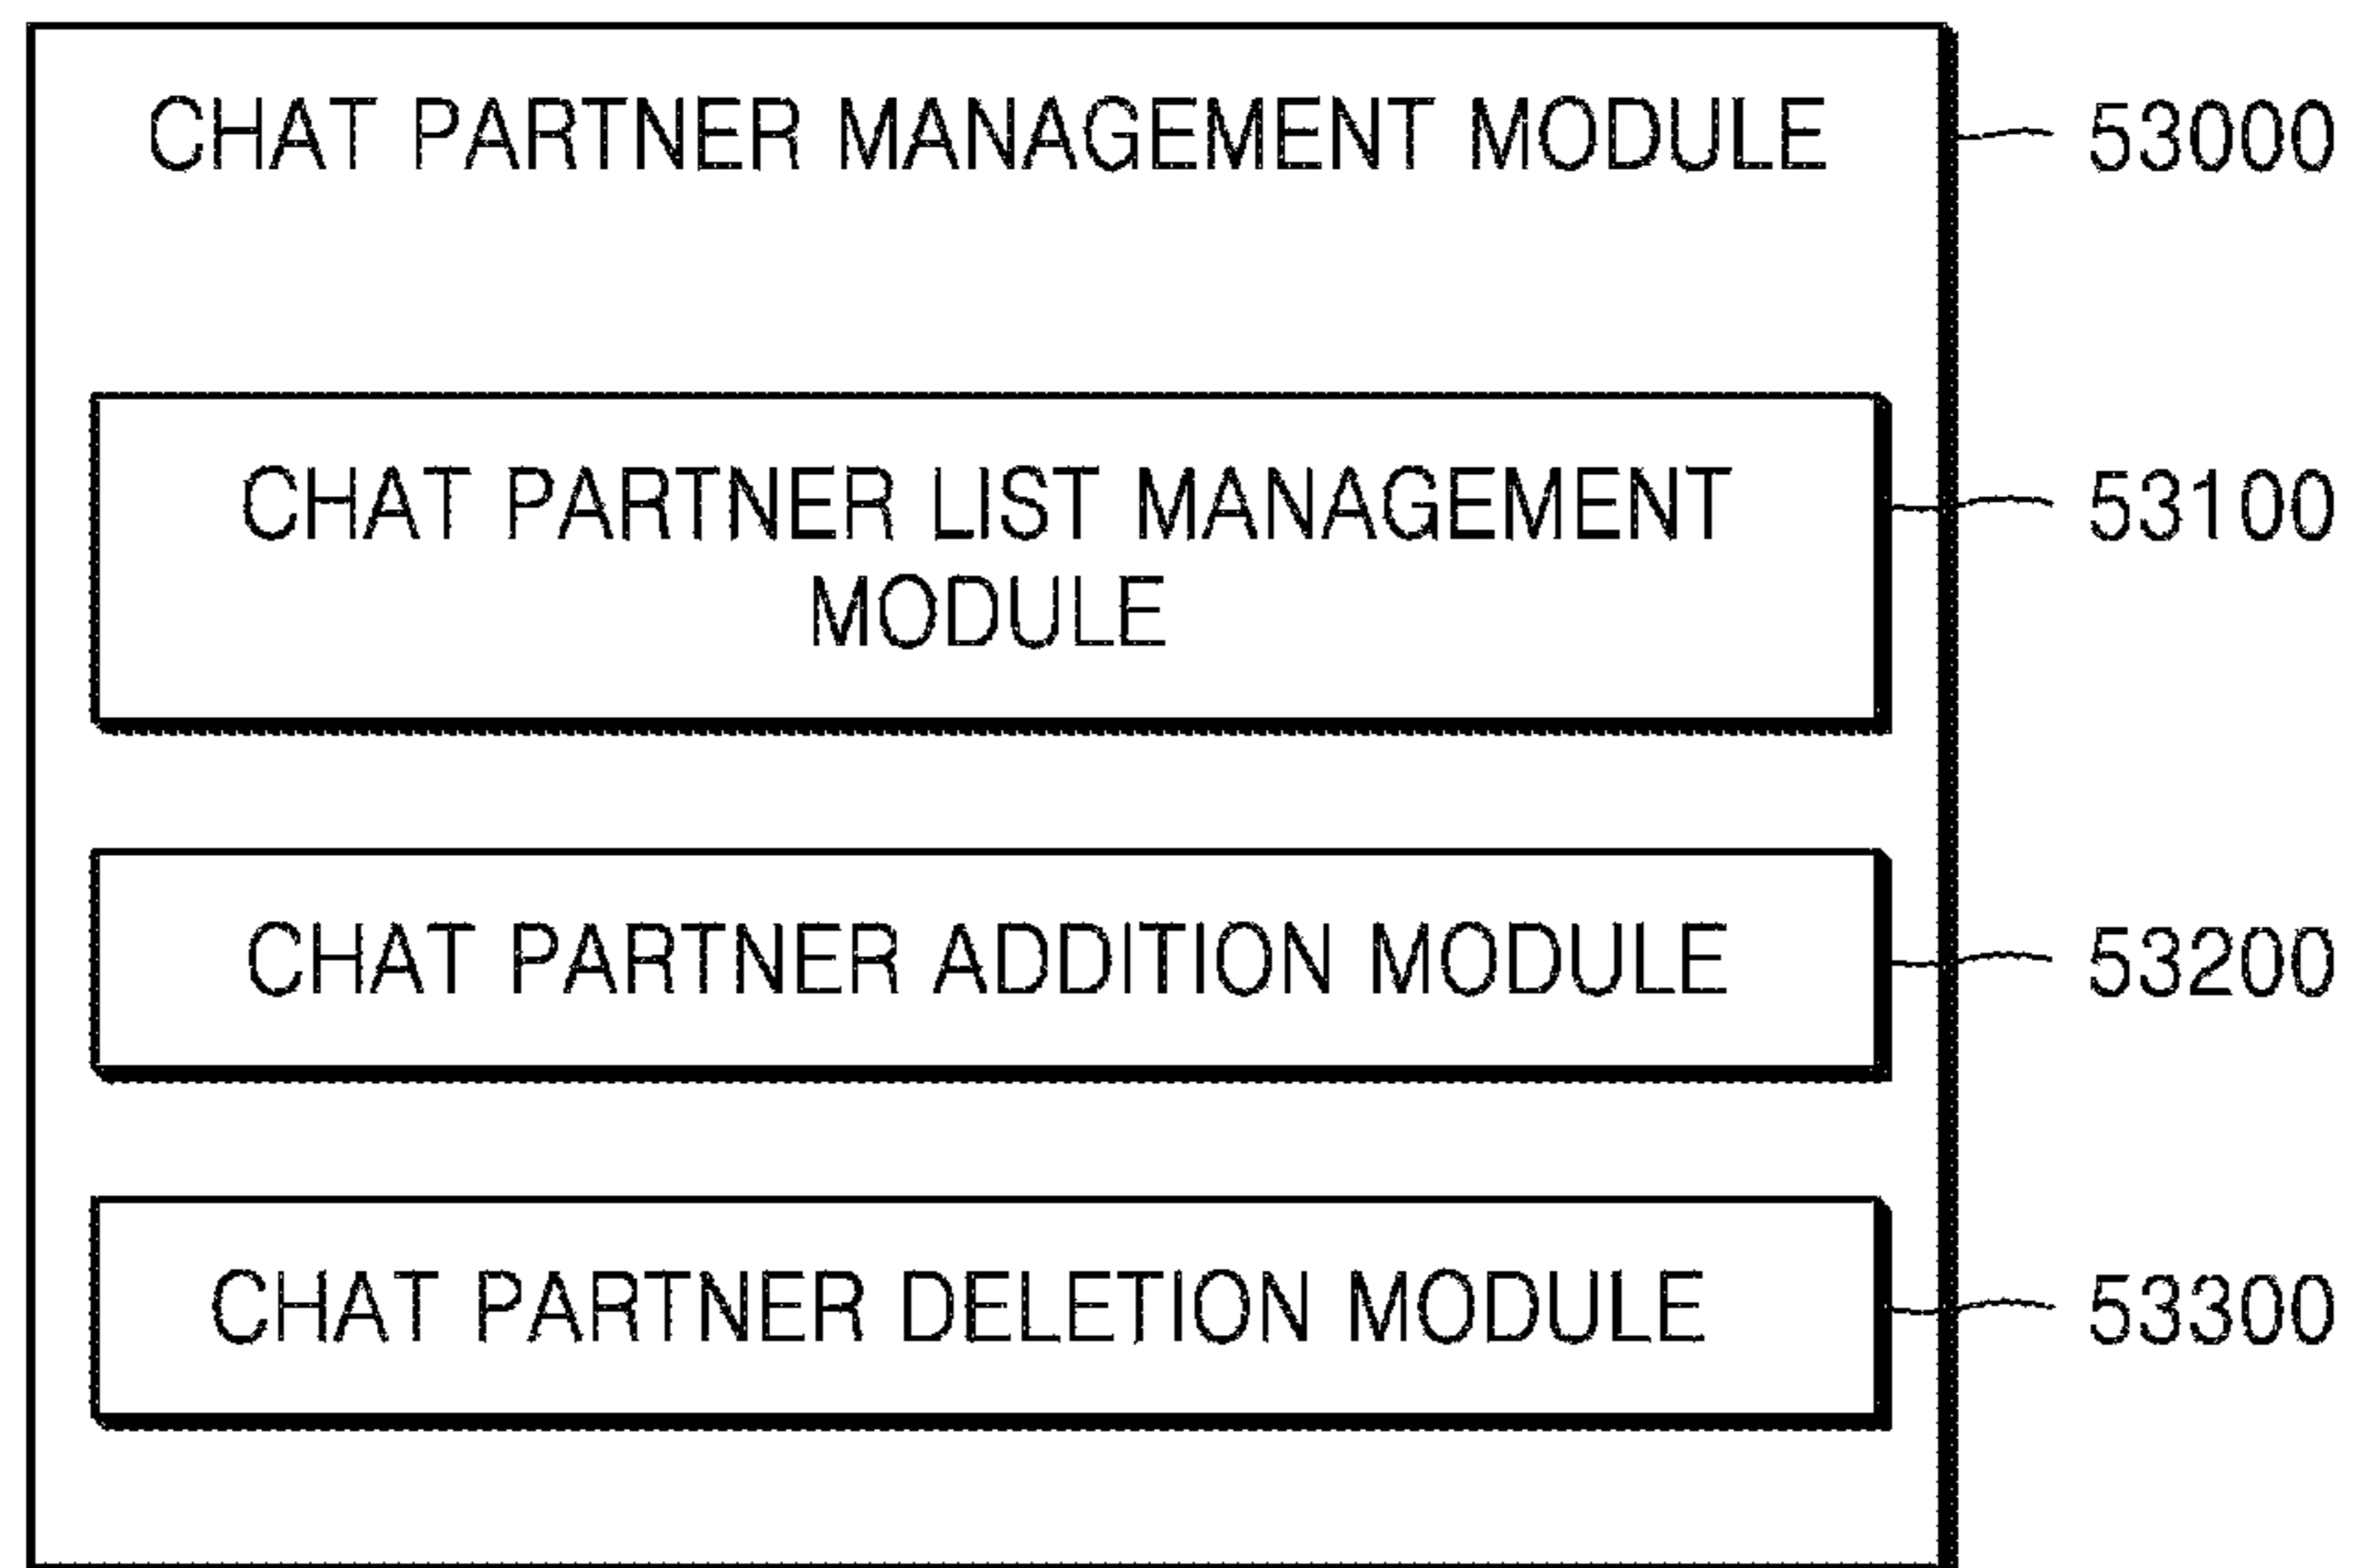 CHAT PARTNER MANAGEMENT MODULE 53000
CHAT PARTNER LIST MANAGEMENT 53100
MODULE
CHAT PARTNER ADDITION MODULE 53200
CHAT PARTNER DELETION MODULE 53300